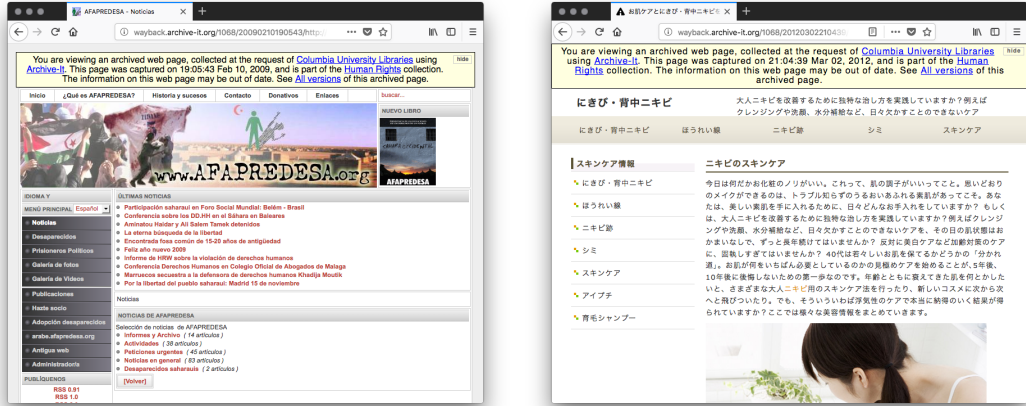 AFAPREDESA - Noticias
wayback.archive-it.org/1068/20090210190543/http:
You are viewing an archived web page, collected at the request of Columbia University Libraries using
Archive-It. This page was captured on 19:05:43 Feb 10, 2009, and is part of the Human Rights collection.
The information on this web page may be out of date. See All versions of this archived page.
hide
Inicio ¿Qué es AFAPREDESA? Historia y sucesos Contacto Donativos Enlaces
buscar...
NUEVO LIBRO
www.AFAPREDESA.org
AFAPREDESA
IDIOMA Y
MENÚ PRINCIPAL Español
Noticias
Desaparecidos
Prisioneros Políticos
Galería de fotos
Galería de Videos
Publicaciones
Hazte socio
Adopción desaparecidos
arabe.afapredesa.org
Antigua web
Administrador/a
PUBLÍQUENOS
RSS 0.91
RSS 1.0
ÚLTIMAS NOTICIAS
Participación saharaui en Foro Social Mundial: Belém - Brasil
Conferencia sobre los DD.HH en el Sáhara en Baleares
Aminatou Haidar y Ali Salem Tamek detenidos
La eterna búsqueda de la libertad
Encontrada fosa común de 15-20 años de antigüedad
Feliz año nuevo 2009
Informe de HRW sobre la violación de derechos humanos
Conferencia Derechos Humanos en Colegio Oficial de Abogados de Malaga
Marruecos secuestra a la defensora de derechos humanos Khadija Moutik
Por la libertad del pueblo saharaui: Madrid 15 de noviembre
Noticias
NOTICIAS DE AFAPREDESA
Selección de noticias de AFAPREDESA
Informes y Archivo ( 14 artículos )
Actividades ( 38 artículos )
Peticiones urgentes ( 45 artículos )
Noticias en general ( 83 artículos )
Desaparecidos saharauis ( 2 artículos )
[Volver]
お肌ケアとにきび・背中ニキビ
wayback.archive-it.org/1068/20120302210439
You are viewing an archived web page, collected at the request of Columbia University Libraries
using Archive-It. This page was captured on 21:04:39 Mar 02, 2012, and is part of the Human
Rights collection. The information on this web page may be out of date. See All versions of this
archived page.
hide
にきび・背中ニキビ
大人ニキビを改善するために独特な治し方を実践していますか？例えば
クレンジングや洗顔、水分補給など、日々欠かすことのできないケア
にきび・背中ニキビ ほうれい線 ニキビ跡 シミ スキンケア
スキンケア情報
にきび・背中ニキビ
ほうれい線
ニキビ跡
シミ
スキンケア
アイプチ
育毛シャンプー
ニキビのスキンケア
今日は何だかお化粧のノリがいい。これって、肌の調子がいいってこと。思いどおり
のメイクができるのは、トラブル知らずのうるおいあふれる素肌があってこそ。あな
たは、美しい素肌を手に入れるために、日々どんなお手入れをしていますか？ もしく
は、大人ニキビを改善するために独特な治し方を実践していますか？例えばクレンジ
ングや洗顔、水分補給など、日々欠かすことのできないケアを、その日の肌状態はお
かまいなしで、ずっと長年続けてはいませんか？ 反対に美白ケアなど加齢対策のケア
に、固執しすぎてはいませんか？ 40代は若々しいお肌を保てるかどうかの「分かれ
道」。お肌が何をいちばん必要としているのかの見極めケアを始めることが、5年後、
10年後に後悔しないための第一歩なのです。年齢とともに衰えてきた肌を何とかした
いと、さまざまな大人ニキビ用のスキンケア法を行ったり、新しいコスメに次から次
へと飛びついたり。でも、そういういわば浮気性のケアで本当に納得のいく結果が得
られていますか？ここでは様々な美容情報をまとめていきます。